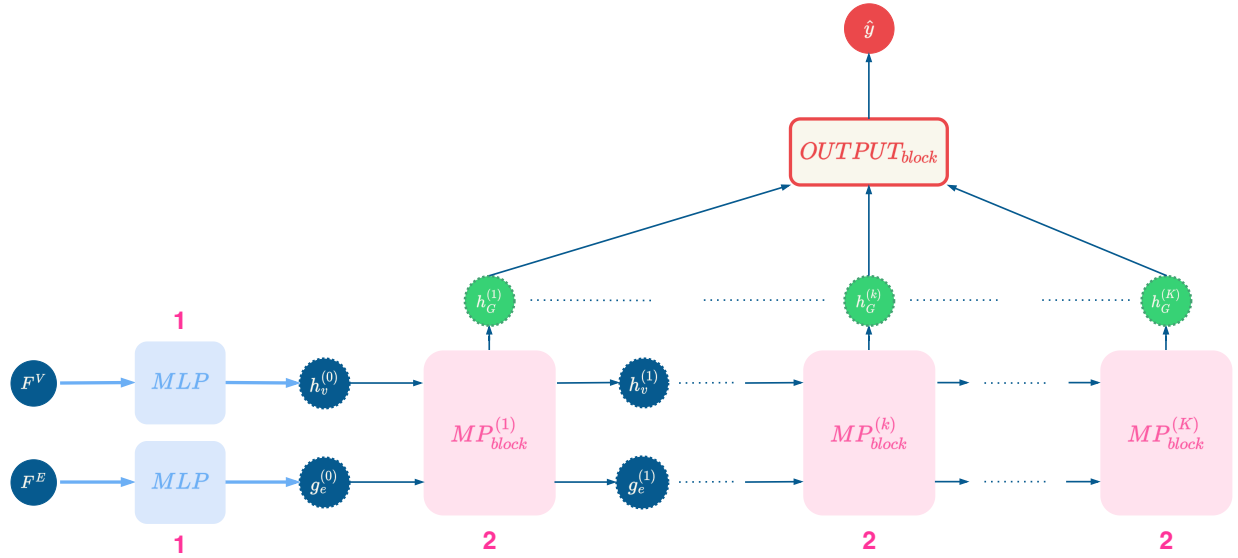 ŷ
OUTPUT_block
h_G^(1) h_G^(k) h_G^(K)
1
F^V MLP h_v^(0) h_v^(1)
MP_block^(1) MP_block^(k) MP_block^(K)
F^E MLP g_e^(0) g_e^(1)
1 2 2 2